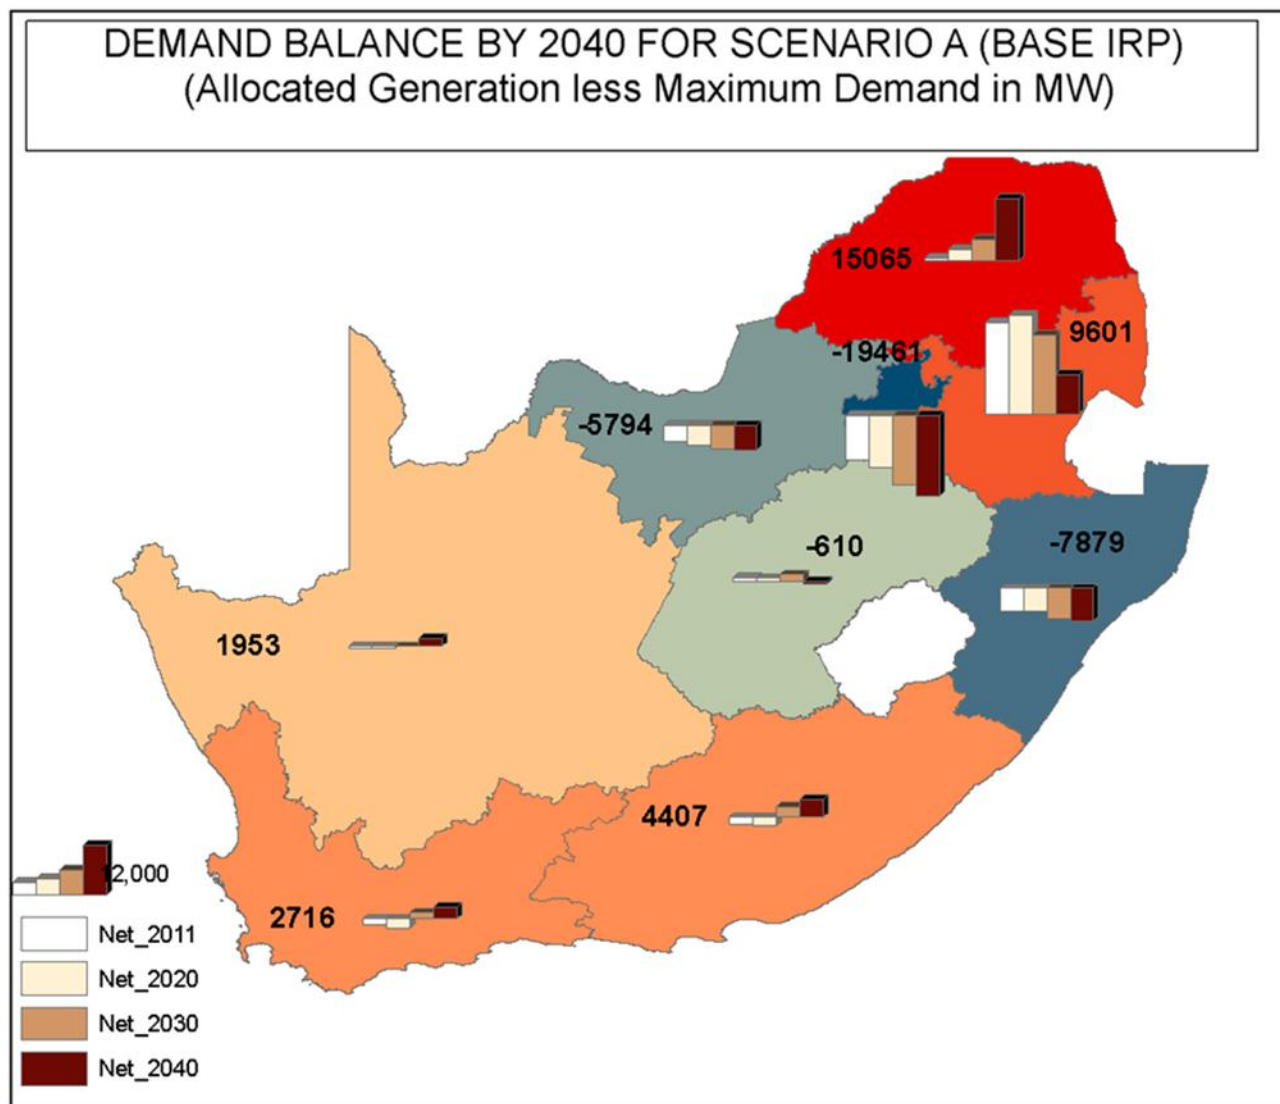 DEMAND BALANCE BY 2040 FOR SCENARIO A (BASE IRP)
(Allocated Generation less Maximum Demand in MW)
15065
9601
-19461
-5794
-610
-7879
1953
4407
2716
12,000
Net_2011
Net_2020
Net_2030
Net_2040